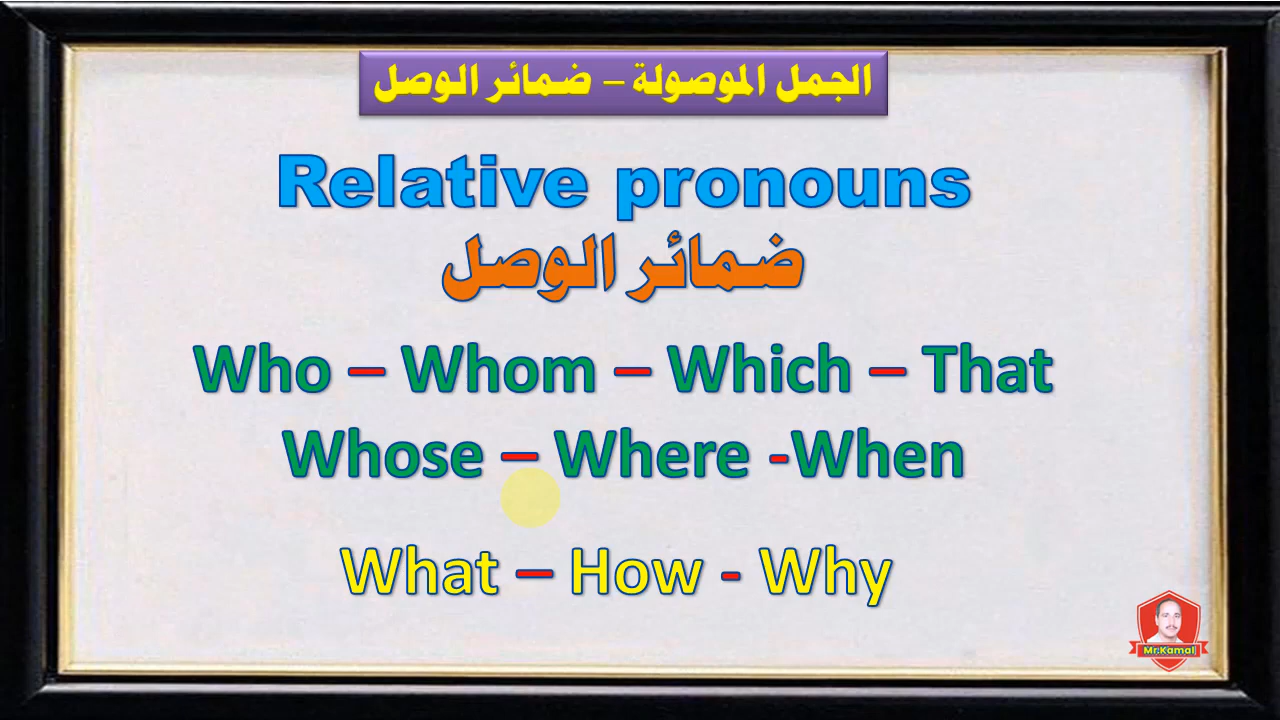 الجمل الموصولة – ضمائر الوصل
Relative pronouns
ضمائر الوصل
Who – Whom – Which – That
Whose – Where -When
What – How - Why
Mr.Kamal